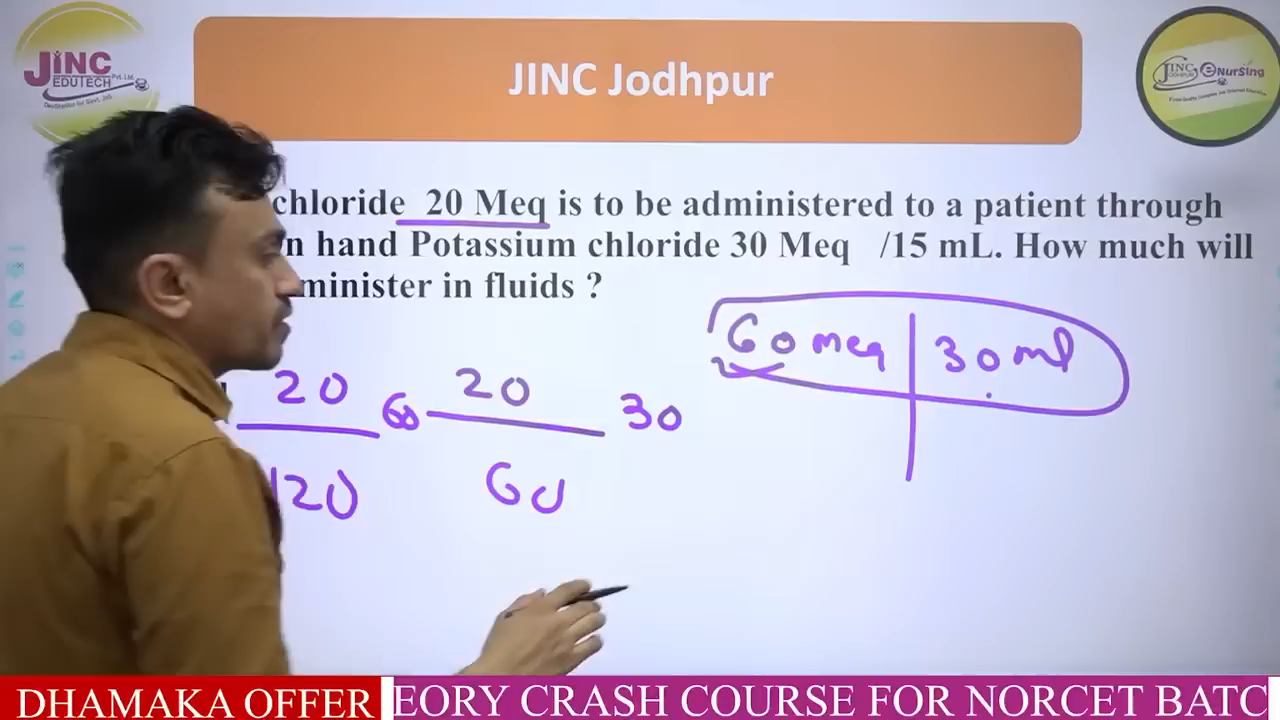 JINC
EDUTECH Pvt. Ltd.
JINC Jodhpur
JINC eNursing
chloride 20 Meq is to be administered to a patient through
n hand Potassium chloride 30 Meq /15 mL. How much will
minister in fluids ?
60 meq 30 ml
20 60 20 30
120 60
DHAMAKA OFFER EORY CRASH COURSE FOR NORCET BATC